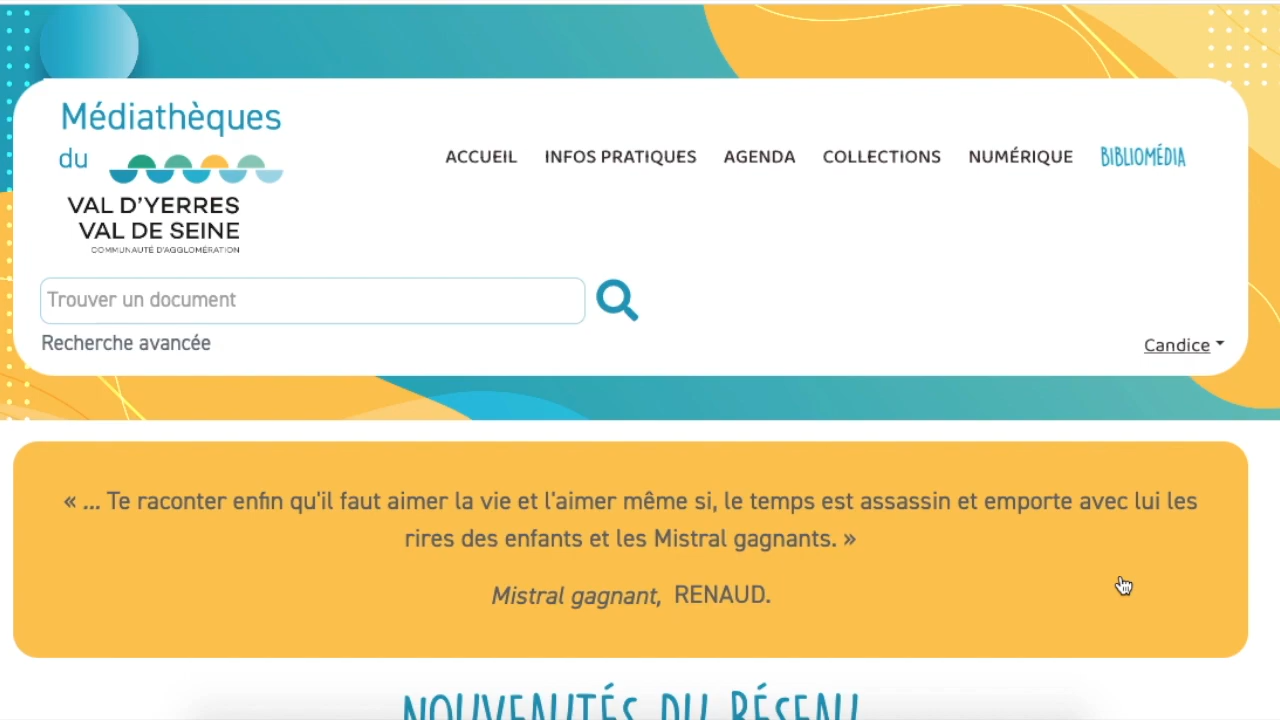 Médiathèques
du
VAL D'YERRES
VAL DE SEINE
COMMUNAUTÉ D'AGGLOMÉRATION
ACCUEIL INFOS PRATIQUES AGENDA COLLECTIONS NUMÉRIQUE BIBLIOMÉDIA
Trouver un document
Recherche avancée
Candice
« ... Te raconter enfin qu'il faut aimer la vie et l'aimer même si, le temps est assassin et emporte avec lui les
rires des enfants et les Mistral gagnants. »
Mistral gagnant, RENAUD.
NOUVEAUTÉS DU RÉSEAU